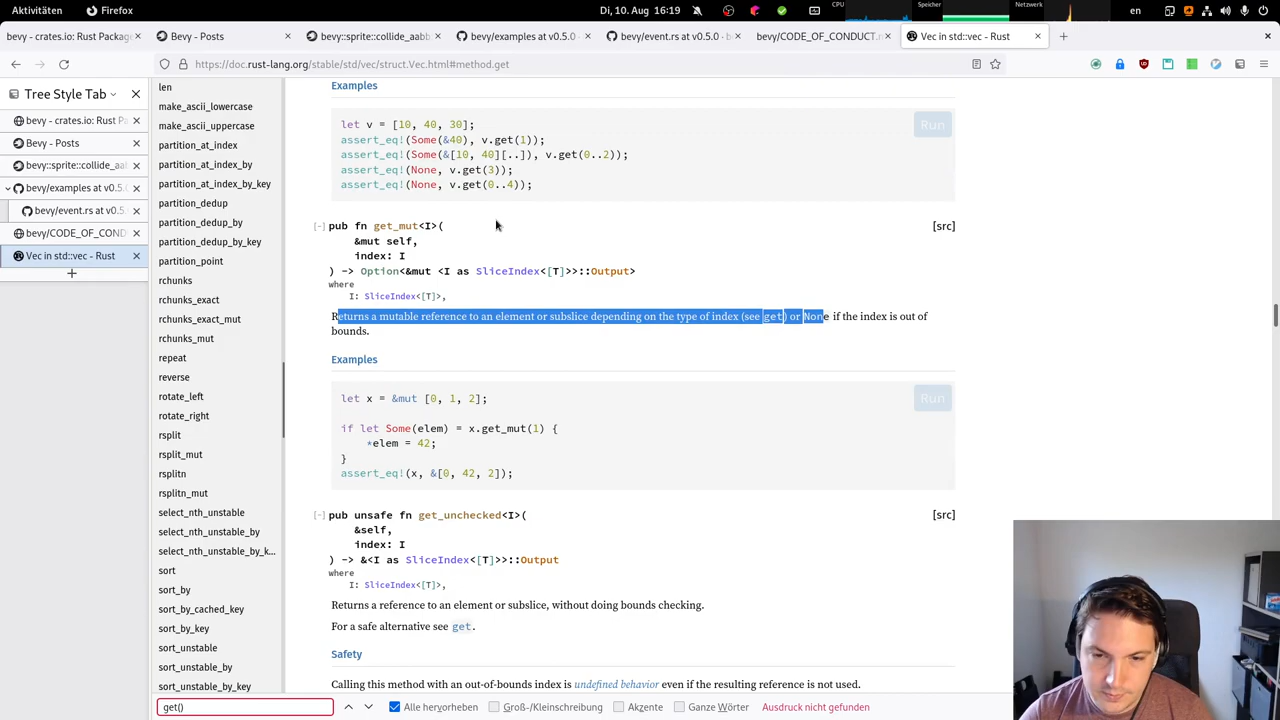 Aktivitäten
Firefox
Di, 10. Aug 16:19
CPU
Speicher
Netzwerk
en
bevy - crates.io: Rust Packag
Bevy - Posts
bevy::sprite::collide_aabb
bevy/examples at v0.5.0 ·
bevy/event.rs at v0.5.0 · b
bevy/CODE_OF_CONDUCT.r
Vec in std::vec - Rust
https://doc.rust-lang.org/stable/std/vec/struct.Vec.html#method.get
Tree Style Tab
bevy - crates.io: Rust Pa
Bevy - Posts
bevy::sprite::collide_aa
bevy/examples at v0.5.
bevy/event.rs at v0.5.
bevy/CODE_OF_COND
Vec in std::vec - Rust
len
make_ascii_lowercase
make_ascii_uppercase
partition_at_index
partition_at_index_by
partition_at_index_by_key
partition_dedup
partition_dedup_by
partition_dedup_by_key
partition_point
rchunks
rchunks_exact
rchunks_exact_mut
rchunks_mut
repeat
reverse
rotate_left
rotate_right
rsplit
rsplit_mut
rsplitn
rsplitn_mut
select_nth_unstable
select_nth_unstable_by
select_nth_unstable_by_k...
sort
sort_by
sort_by_cached_key
sort_by_key
sort_unstable
sort_unstable_by
sort_unstable_by_key
Examples
let v = [10, 40, 30];
assert_eq!(Some(&40), v.get(1));
assert_eq!(Some(&[10, 40][..]), v.get(0..2));
assert_eq!(None, v.get(3));
assert_eq!(None, v.get(0..4));
Run
[-] pub fn get_mut<I>(
&mut self,
index: I
) -> Option<&mut <I as SliceIndex<[T]>>::Output>
where
I: SliceIndex<[T]>,
[src]
Returns a mutable reference to an element or subslice depending on the type of index (see get) or None if the index is out of
bounds.
Examples
let x = &mut [0, 1, 2];
if let Some(elem) = x.get_mut(1) {
*elem = 42;
}
assert_eq!(x, &[0, 42, 2]);
Run
[-] pub unsafe fn get_unchecked<I>(
&self,
index: I
) -> &<I as SliceIndex<[T]>>::Output
where
I: SliceIndex<[T]>,
[src]
Returns a reference to an element or subslice, without doing bounds checking.
For a safe alternative see get.
Safety
Calling this method with an out-of-bounds index is undefined behavior even if the resulting reference is not used.
get()
Alle hervorheben
Groß-/Kleinschreibung
Akzente
Ganze Wörter
Ausdruck nicht gefunden